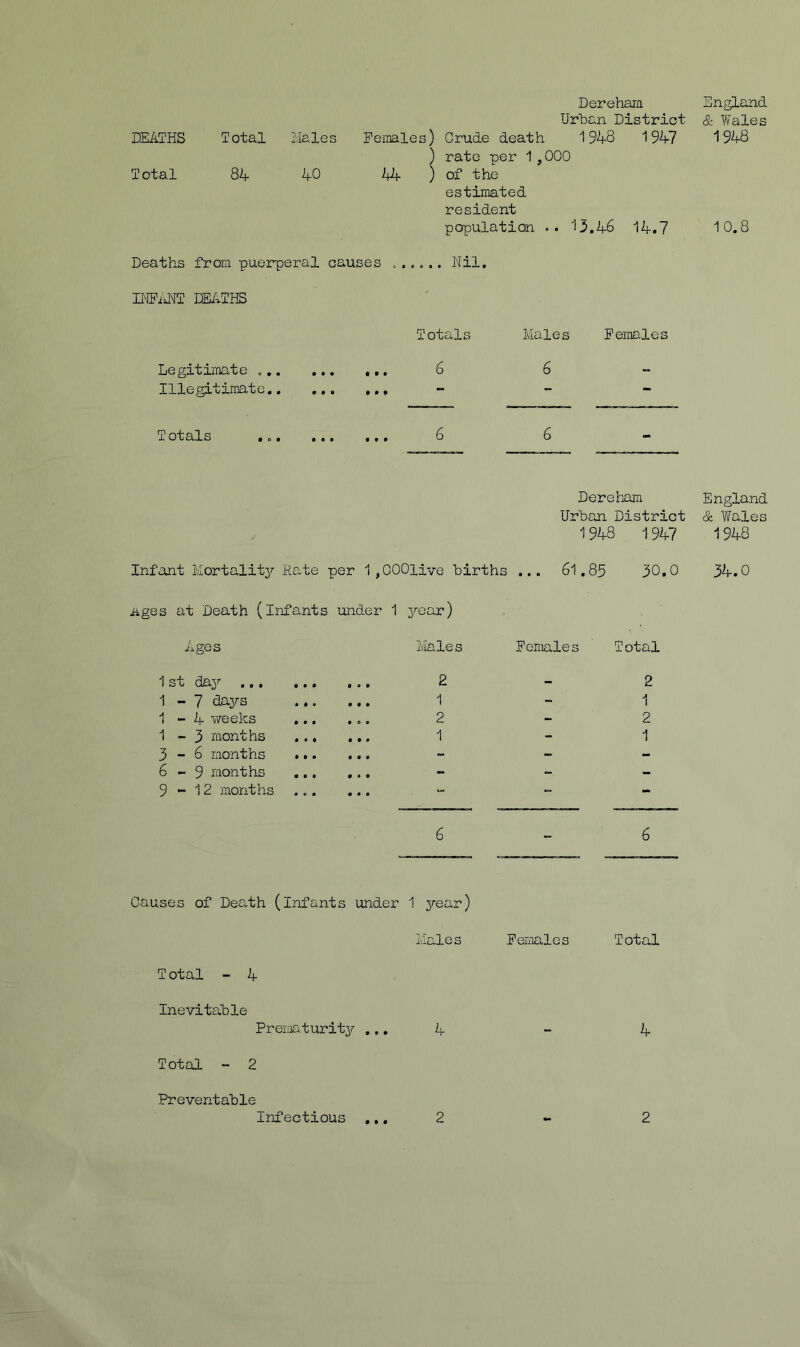 Dereham England
Urban District & Wales
DEATHS Total Males Females) Crude death 1948 1947 1948
) rate per 1,000
Total 84 40 44 ) of the
estimated
resident
population .. 13.46 14.7 10.8
Deaths from puerperal causes ...... Nil.
INFANT DEATHS
Totals Males Females
Legitimate ... ... ... 6 6 -
Illegitimate.. ... ... - - -
Totals ... ... ... 6 6 -
Dereham England
Urban District & Wales
1948 1947 1948
Infant Mortality Rate per 1,000live births ... 61.85 30.0 34.0
Ages at Death (Infants under 1 year)
Ages Males Females Total
1st day ... ... ... 2 - 2
1 - 7 days ... ... 1 - 1
1 - 4 weeks ... ... 2 - 2
1 - 3 months ... ... 1 - 1
3 - 6 months ... ... - - -
6 - 9 months ... ... - - -
9 - 12 months ... ... - - -
6 - 6
Causes of Death (Infants under 1 year)
Males Females Total
Total - 4
Inevitable
Prematurity ... 4 - 4
Total - 2
Preventable
Infectious ... 2 - 2